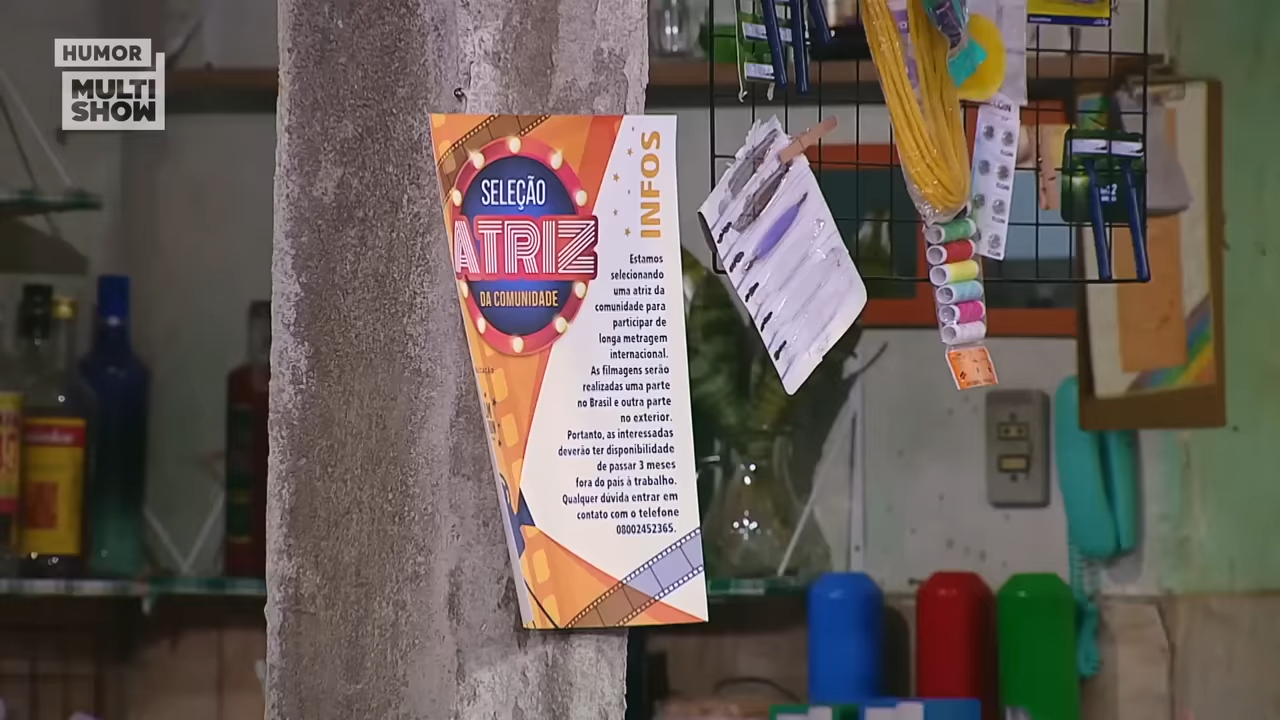 HUMOR
MULTI
SHOW
SELEÇÃO
ATRIZ
DA COMUNIDADE
INFOS
Estamos
selecionando
uma atriz da
comunidade para
participar de
longa metragem
internacional.
As filmagens serão
realizadas uma parte
no Brasil e outra parte
no exterior.
Portanto, as interessadas
deverão ter disponibilidade
de passar 3 meses
fora do país à trabalho.
Qualquer dúvida entrar em
contato com o telefone
08002452365.